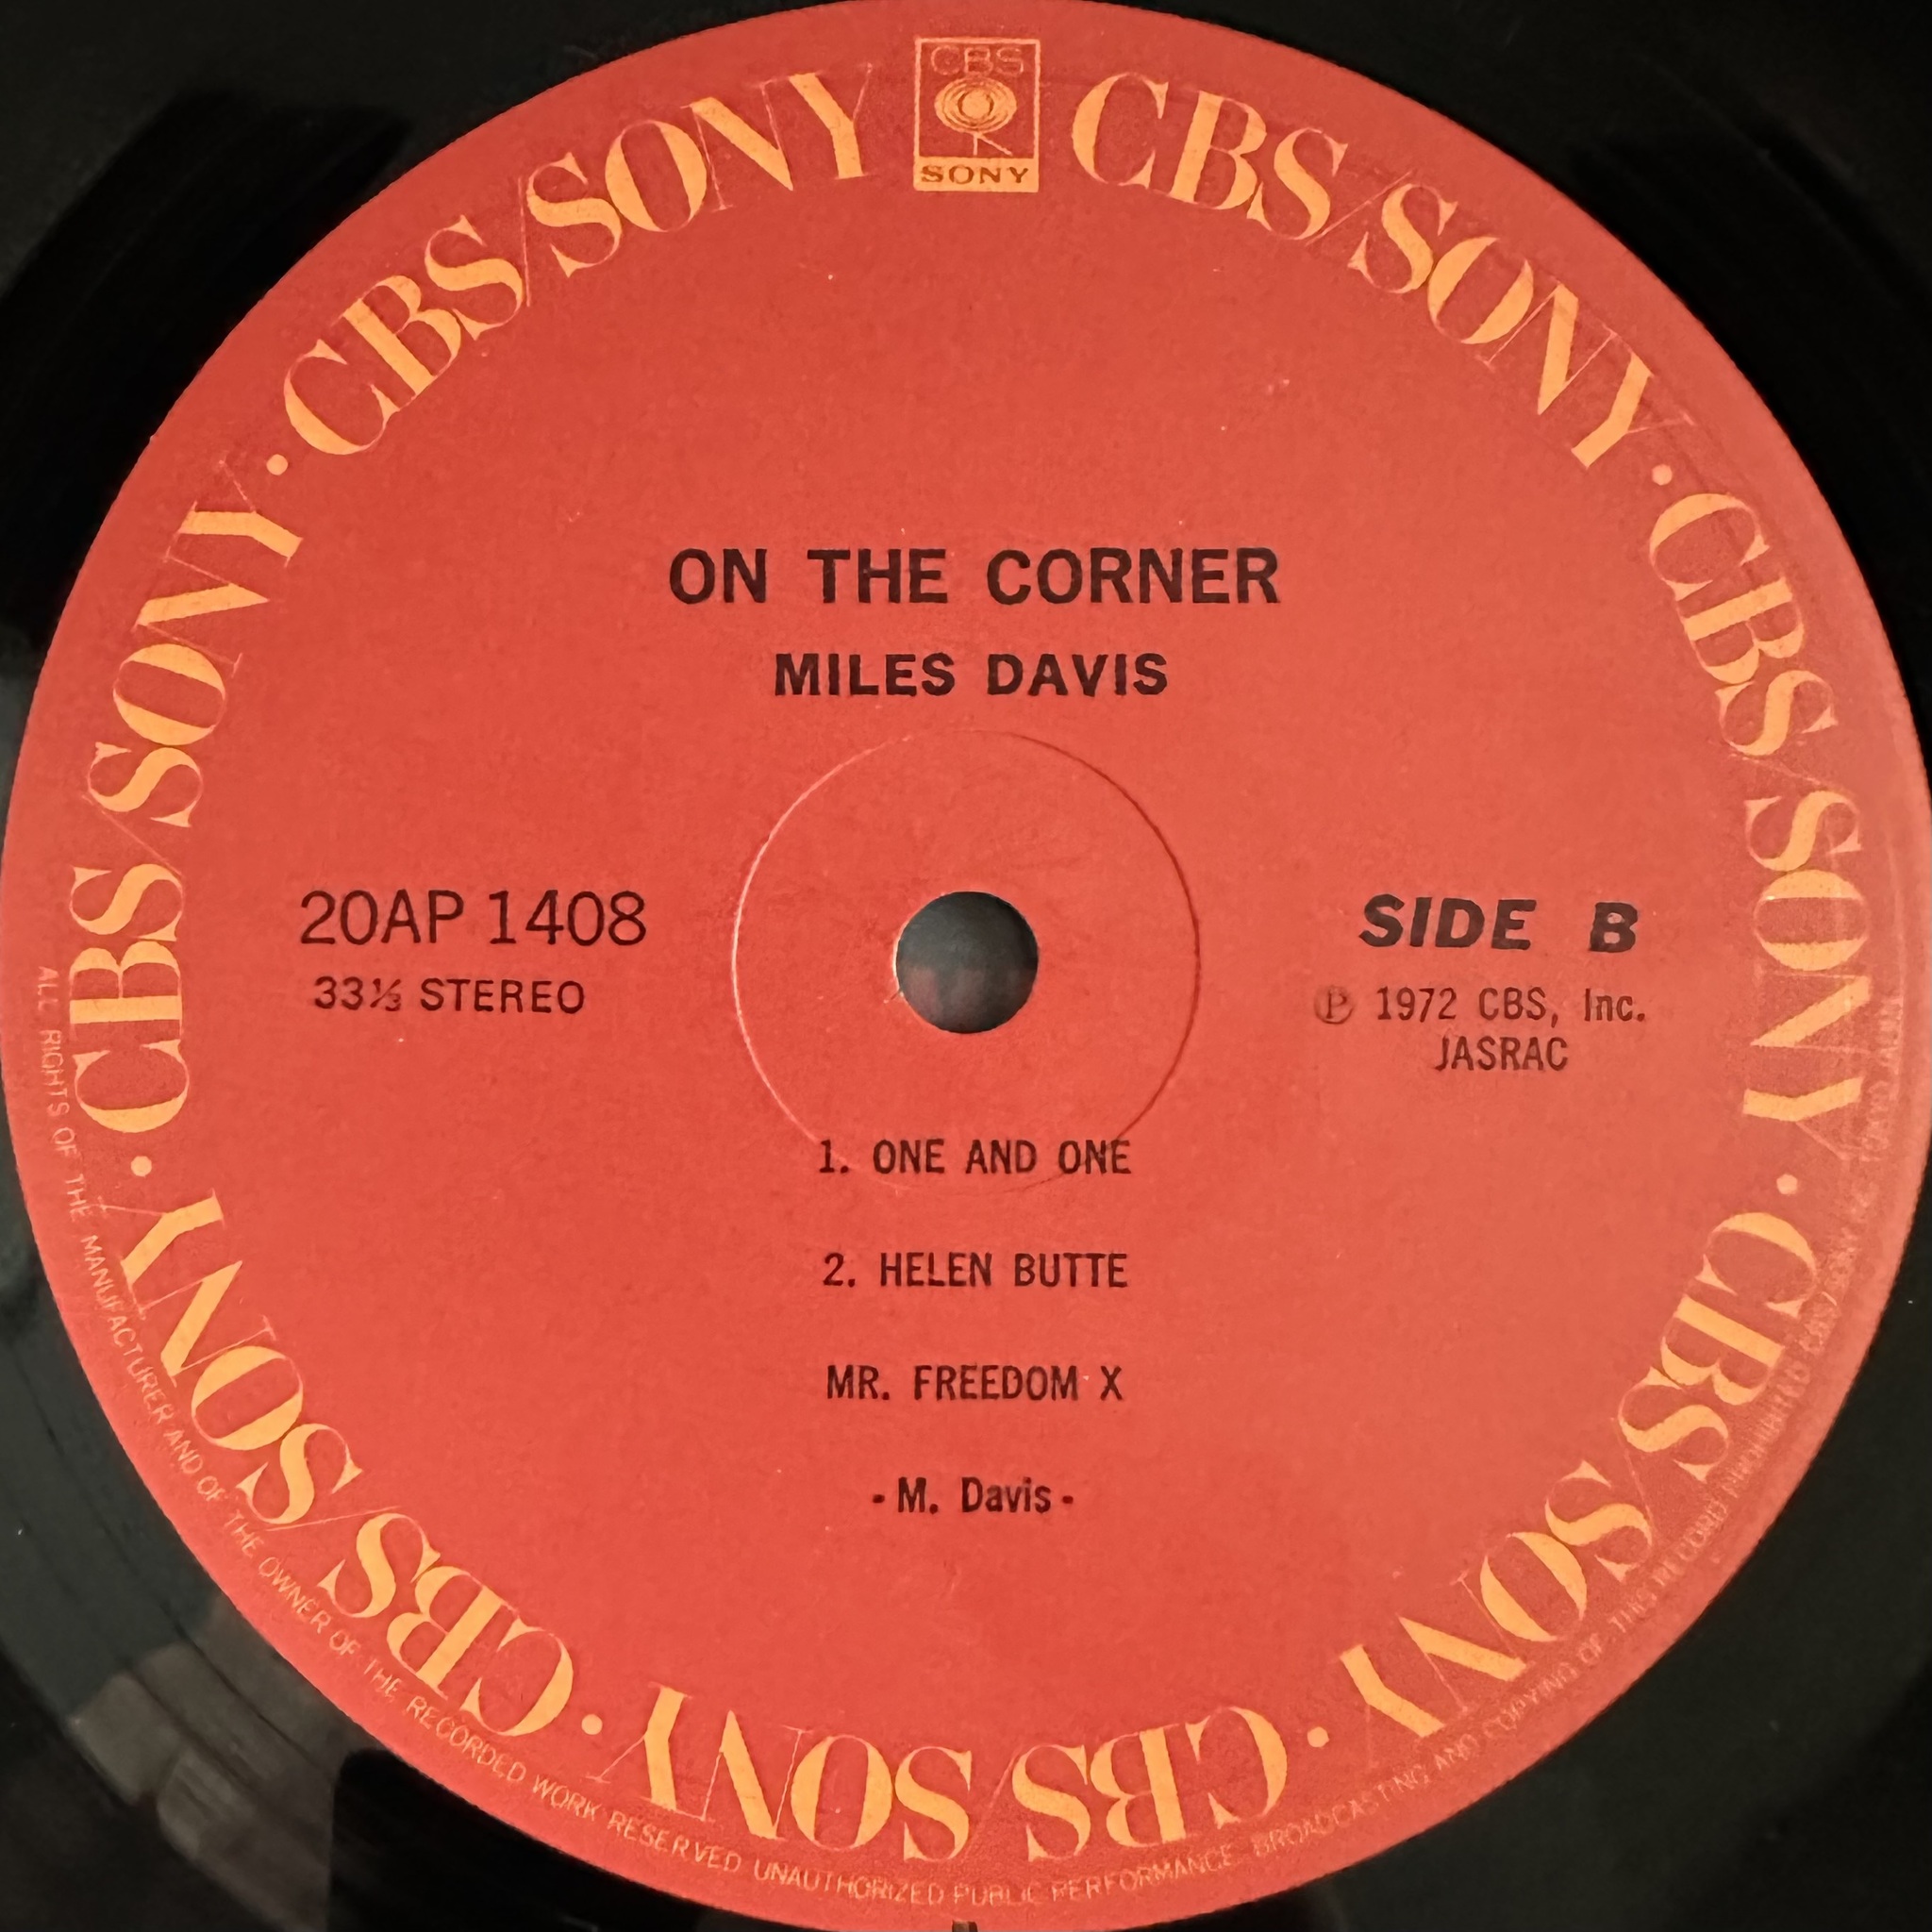 CBS
SONY
CBS/SONY · CBS/SONY · CBS/SONY · CBS/SONY · CBS/SONY · CBS/SONY · CBS/SONY
ON THE CORNER
MILES DAVIS
20AP 1408
33⅓ STEREO
SIDE B
Ⓟ 1972 CBS, Inc.
JASRAC
1. ONE AND ONE
2. HELEN BUTTE
MR. FREEDOM X
- M. Davis -
ALL RIGHTS OF THE MANUFACTURER AND OF THE OWNER OF THE RECORDED WORK RESERVED UNAUTHORIZED PUBLIC PERFORMANCE BROADCASTING AND COPYING OF THIS RECORD PROHIBITED CBS/SONY INC.